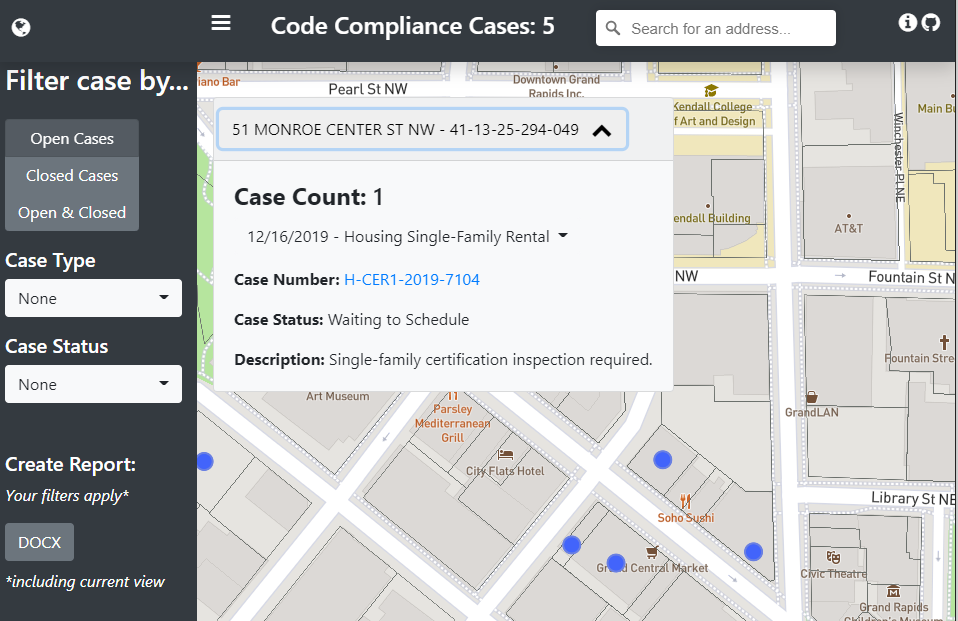 Code Compliance Cases: 5
Search for an address...
Filter case by...
Open Cases
Closed Cases
Open & Closed
Case Type
None
Case Status
None
Create Report:
Your filters apply*
DOCX
*including current view
51 MONROE CENTER ST NW - 41-13-25-294-049
Case Count: 1
12/16/2019 - Housing Single-Family Rental
Case Number: H-CER1-2019-7104
Case Status: Waiting to Schedule
Description: Single-family certification inspection required.
iano Bar
Pearl St NW
Downtown Grand
Rapids Inc.
Kendall College
f Art and Design
Main Bu
Winchester Pl NE
endall Building
AT&T
NW
Fountain St N
Fountain Stre
GrandLAN
Art Museum
Parsley
Mediterranean
Grill
City Flats Hotel
Soho Sushi
Library St NE
Grand Central Market
Civic Theatre
Grand Rapids
Children's Museum